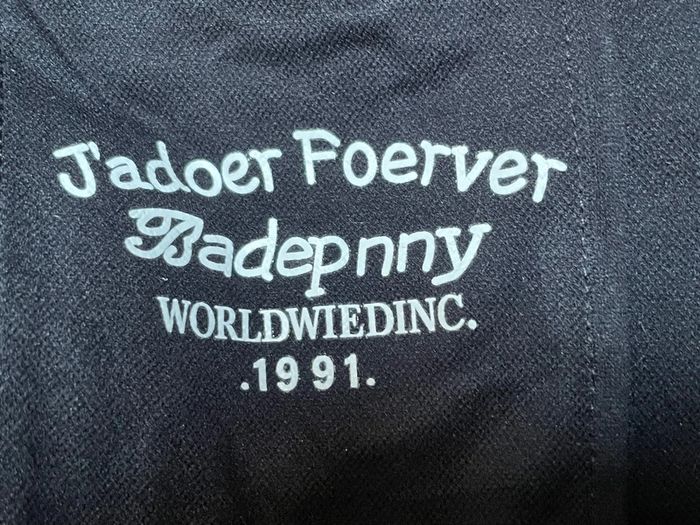 J'adoer Foerver
Badepnny
WORLDWIEDINC.
.1991.